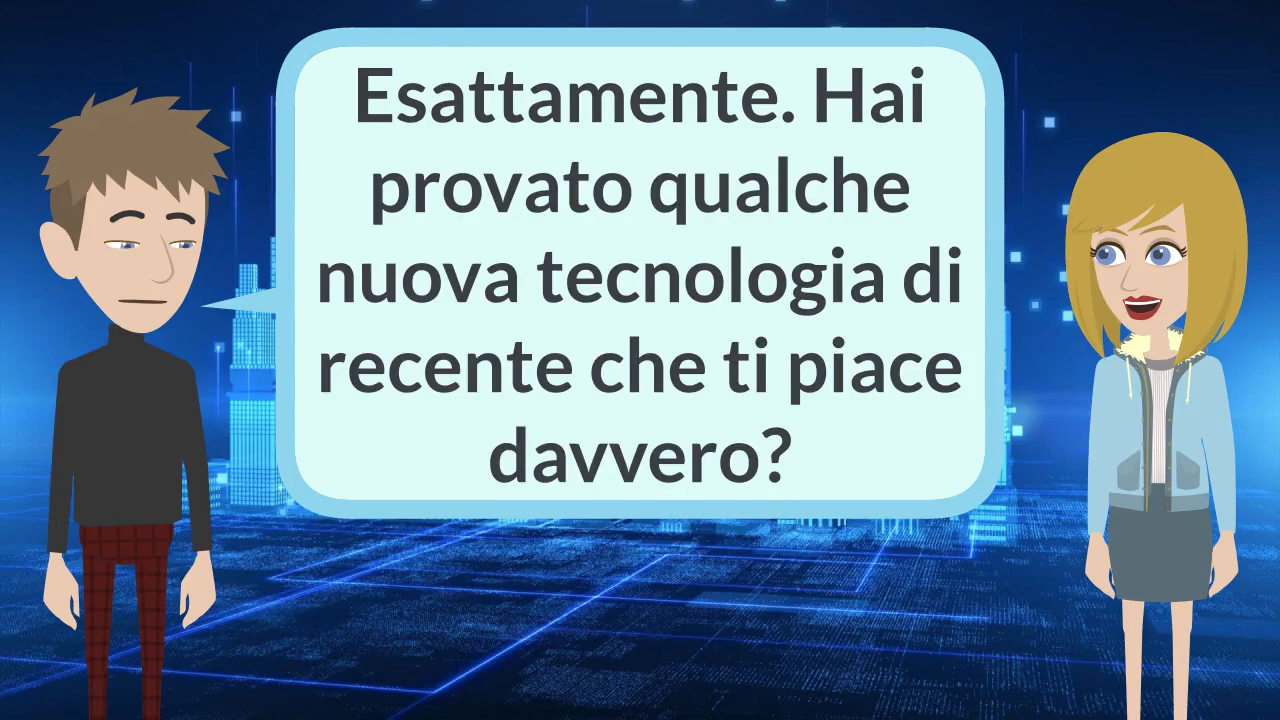 Esattamente. Hai
provato qualche
nuova tecnologia di
recente che ti piace
davvero?